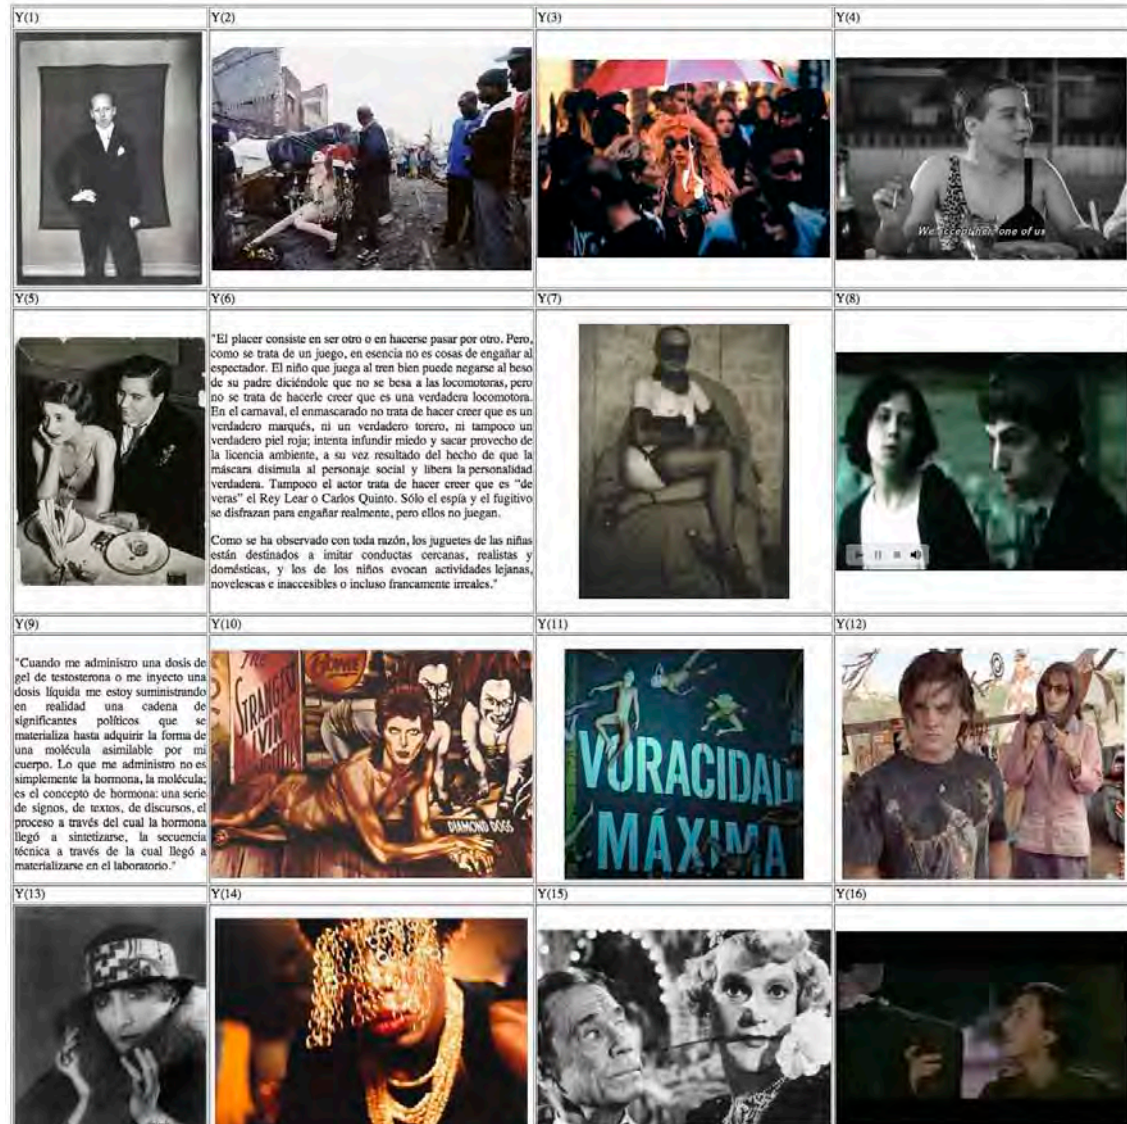 Y(1)
Y(2)
Y(3)
Y(4)
We accept her, one of us
Y(5)
Y(6)
Y(7)
Y(8)
"El placer consiste en ser otro o en hacerse pasar por otro. Pero,
como se trata de un juego, en esencia no es cosas de engañar al
espectador. El niño que juega al tren bien puede negarse al beso
de su padre diciéndole que no se besa a las locomotoras, pero
no se trata de hacerle creer que es una verdadera locomotora.
En el carnaval, el enmascarado no trata de hacer creer que es un
verdadero marqués, ni un verdadero torero, ni tampoco un
verdadero piel roja; intenta infundir miedo y sacar provecho de
la licencia ambiente, a su vez resultado del hecho de que la
máscara disimula al personaje social y libera la personalidad
verdadera. Tampoco el actor trata de hacer creer que es "de
veras" el Rey Lear o Carlos Quinto. Sólo el espía y el fugitivo
se disfrazan para engañar realmente, pero ellos no juegan.
Como se ha observado con toda razón, los juguetes de las niñas
están destinados a imitar conductas cercanas, realistas y
domésticas, y los de los niños evocan actividades lejanas,
novelescas e inaccesibles o incluso francamente irreales."
Y(9)
Y(10)
Y(11)
Y(12)
"Cuando me administro una dosis de
gel de testosterona o me inyecto una
dosis líquida me estoy suministrando
en realidad una cadena de
significantes políticos que se
materializa hasta adquirir la forma de
una molécula asimilable por mi
cuerpo. Lo que me administro no es
simplemente la hormona, la molécula;
es el concepto de hormona: una serie
de signos, de textos, de discursos, el
proceso a través del cual la hormona
llegó a sintetizarse, la secuencia
técnica a través de la cual llegó a
materializarse en el laboratorio."
THE
STRANGEST
LIVING
BOWIE
DIAMOND DOGS
VORACIDAD
MÁXIMA
Y(13)
Y(14)
Y(15)
Y(16)